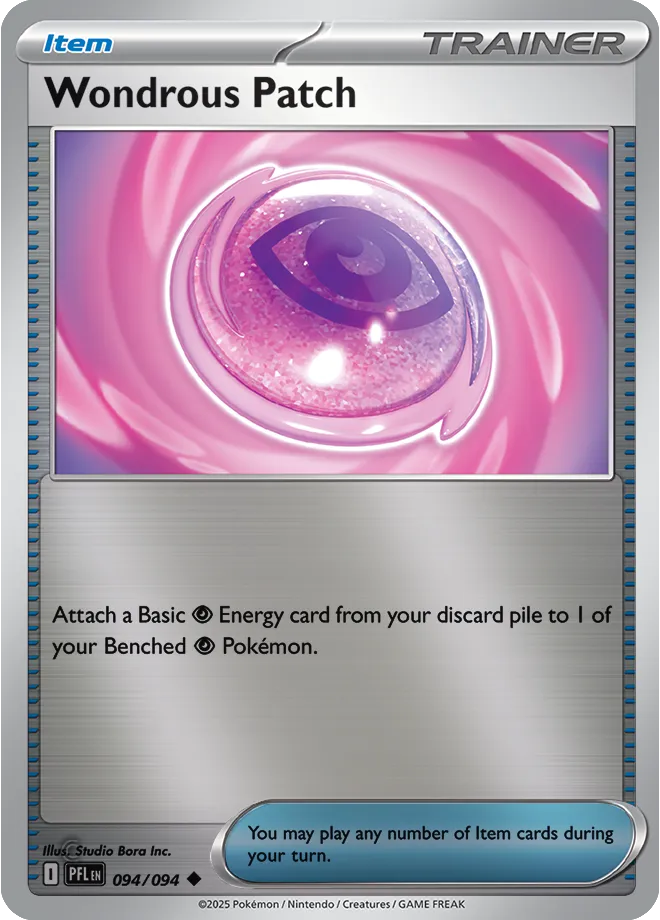 Item
TRAINER
Wondrous Patch
Attach a Basic Energy card from your discard pile to 1 of
your Benched Pokémon.
You may play any number of Item cards during
your turn.
Illus. Studio Bora Inc.
I PFL EN 094/094
©2025 Pokémon / Nintendo / Creatures / GAME FREAK